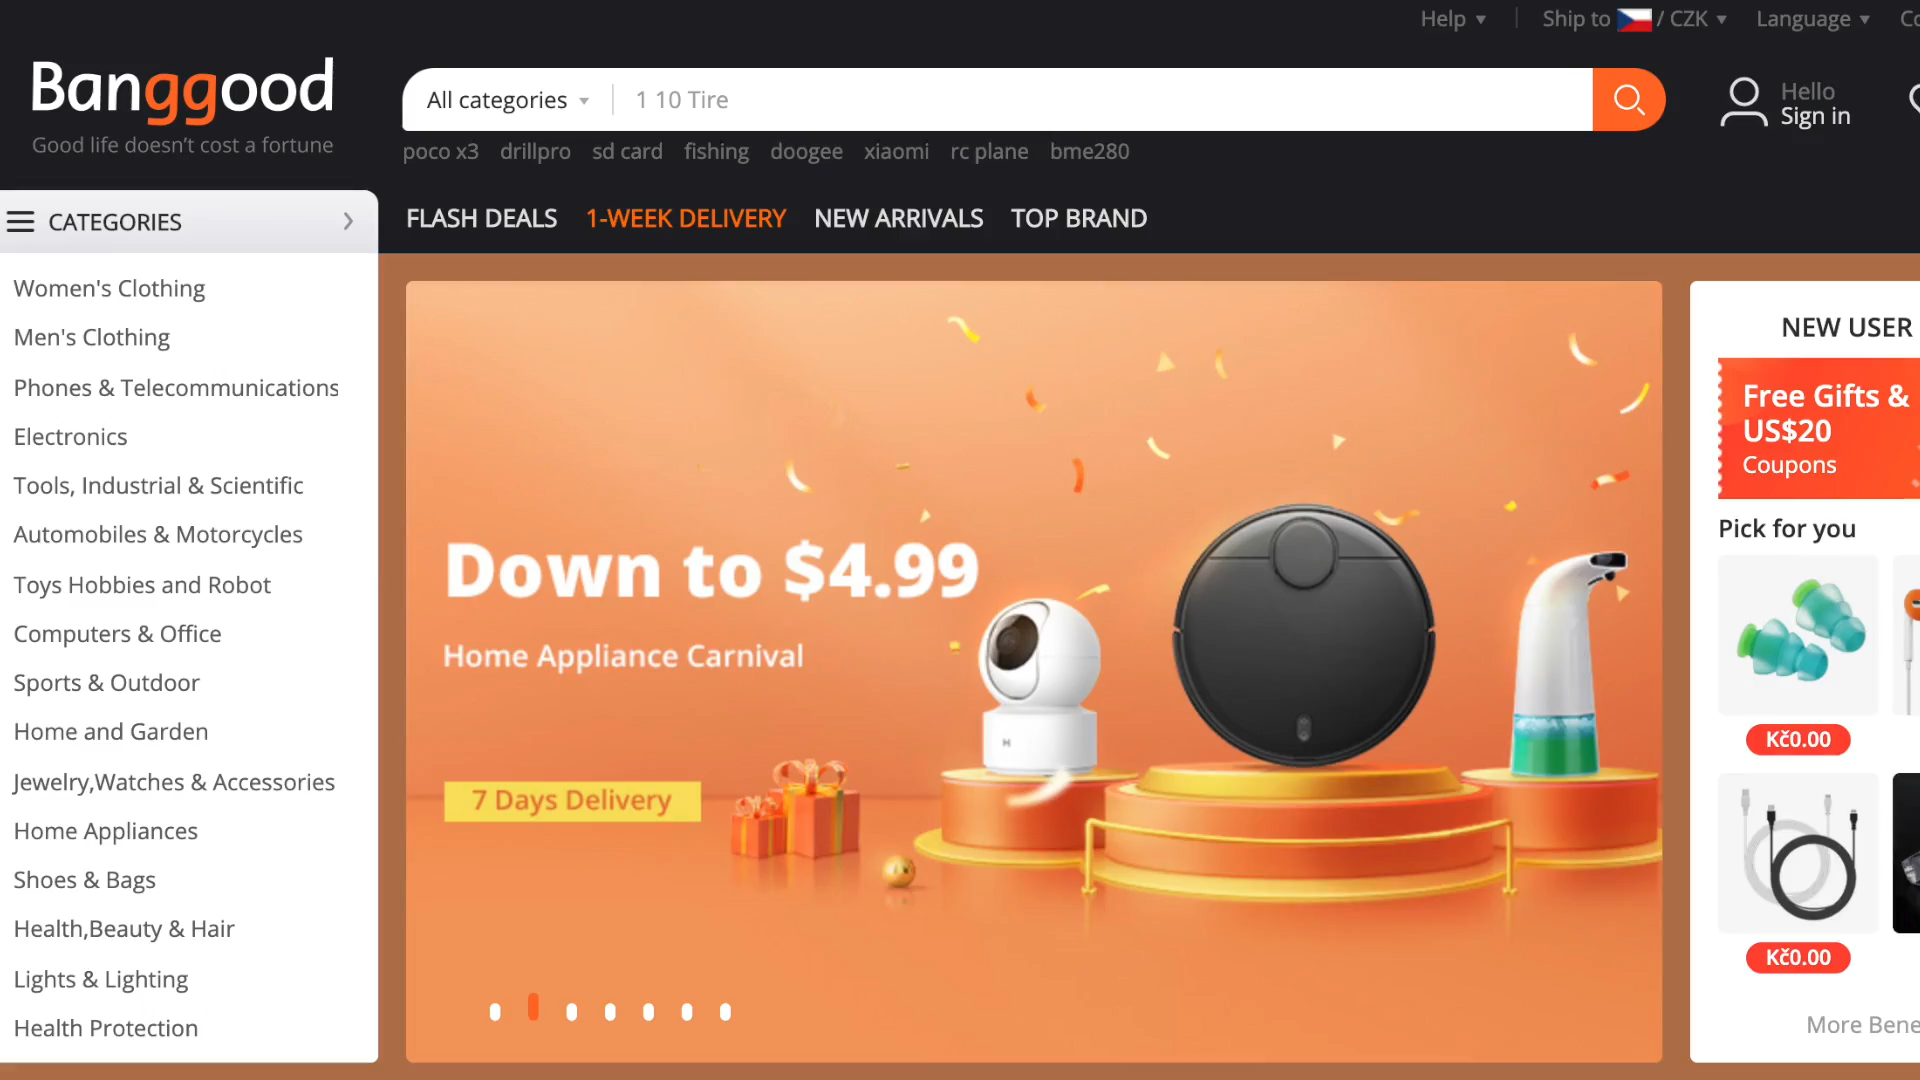 Help
Ship to / CZK
Language
Banggood
Good life doesn't cost a fortune
All categories
1 10 Tire
Hello
Sign in
poco x3 drillpro sd card fishing doogee xiaomi rc plane bme280
CATEGORIES
FLASH DEALS 1-WEEK DELIVERY NEW ARRIVALS TOP BRAND
Women's Clothing
Men's Clothing
Phones & Telecommunications
Electronics
Tools, Industrial & Scientific
Automobiles & Motorcycles
Toys Hobbies and Robot
Computers & Office
Sports & Outdoor
Home and Garden
Jewelry,Watches & Accessories
Home Appliances
Shoes & Bags
Health,Beauty & Hair
Lights & Lighting
Health Protection
Down to $4.99
Home Appliance Carnival
7 Days Delivery
NEW USER
Free Gifts &
US$20
Coupons
Pick for you
Kč0.00
Kč0.00
More